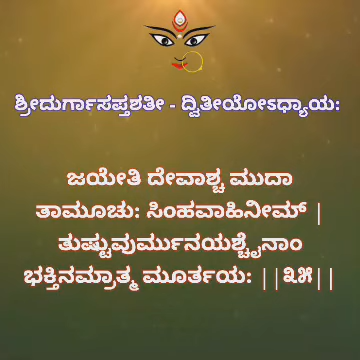 ಶ್ರೀದುರ್ಗಾಸಪ್ತಶತೀ - ದ್ವಿತೀಯೋಽಧ್ಯಾಯ:
ಜಯೇತಿ ದೇವಾಶ್ಚ ಮುದಾ
ತಾಮೂಚು: ಸಿಂಹವಾಹಿನೀಮ್ |
ತುಷ್ಟುವುರ್ಮುನಯಶ್ಚೈನಾಂ
ಭಕ್ತಿನಮ್ರಾತ್ಮ ಮೂರ್ತಯ: ||೩೫||